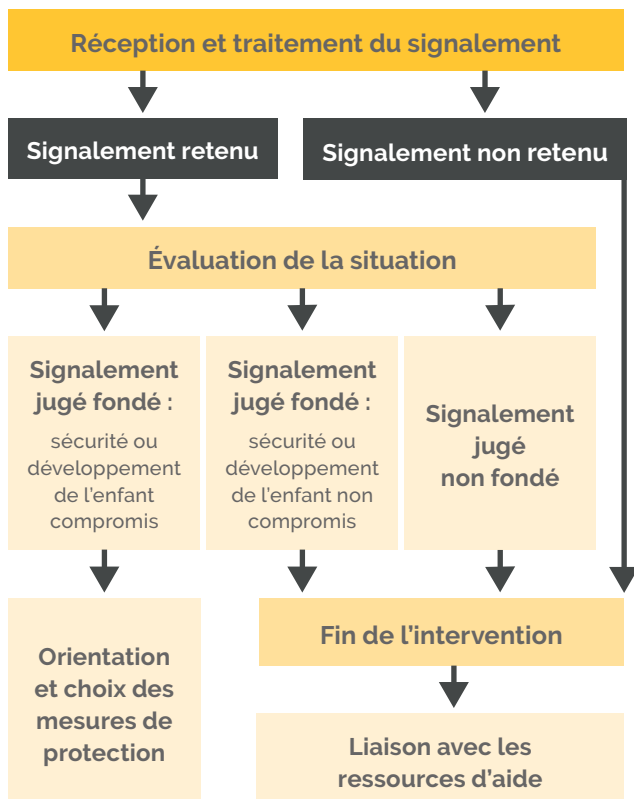 Réception et traitement du signalement
Signalement retenu
Signalement non retenu
Évaluation de la situation
Signalement
jugé fondé :
sécurité ou
développement
de l'enfant
compromis
Signalement
jugé fondé :
sécurité ou
développement
de l'enfant non
compromis
Signalement
jugé
non fondé
Orientation
et choix des
mesures de
protection
Fin de l'intervention
Liaison avec les
ressources d'aide